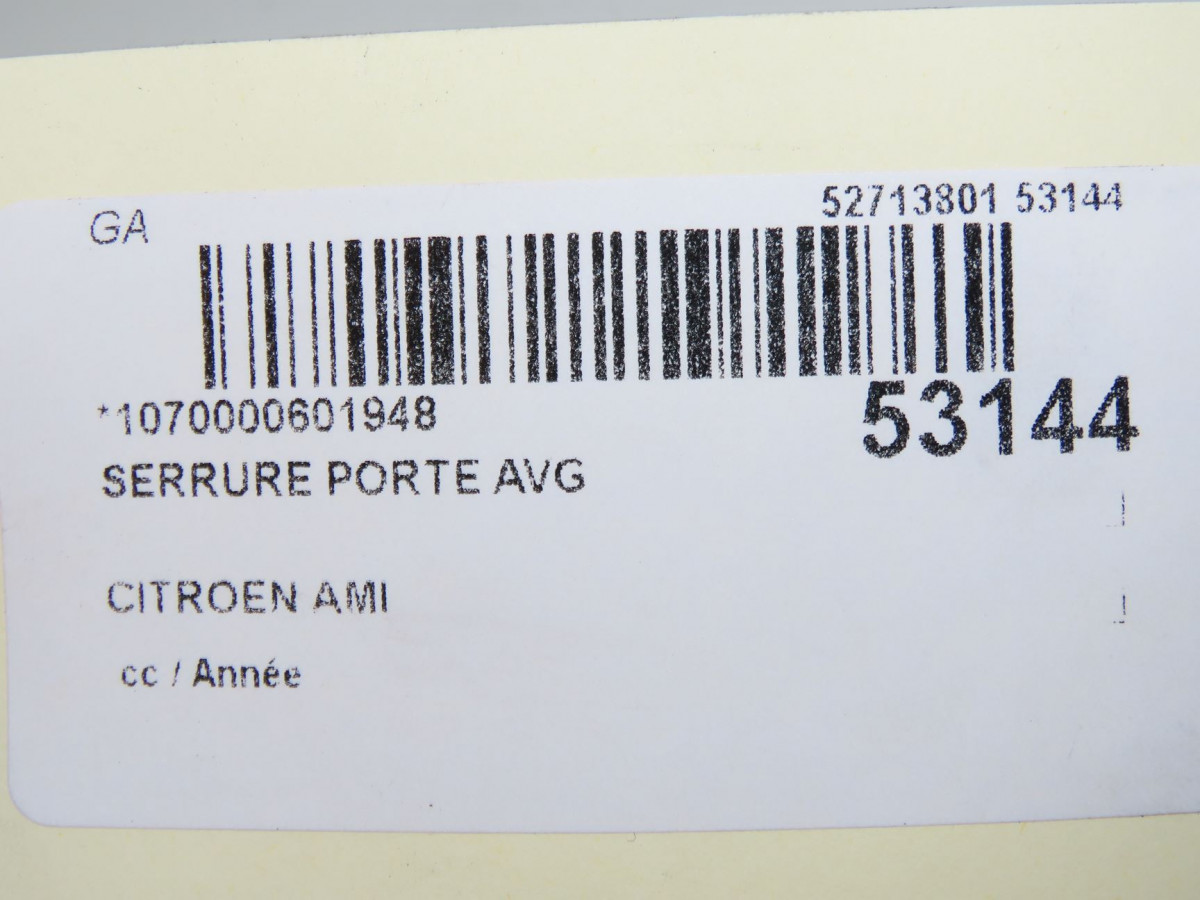 GA
52713801 53144
*1070000601948
53144
SERRURE PORTE AVG
CITROEN AMI
cc / Année